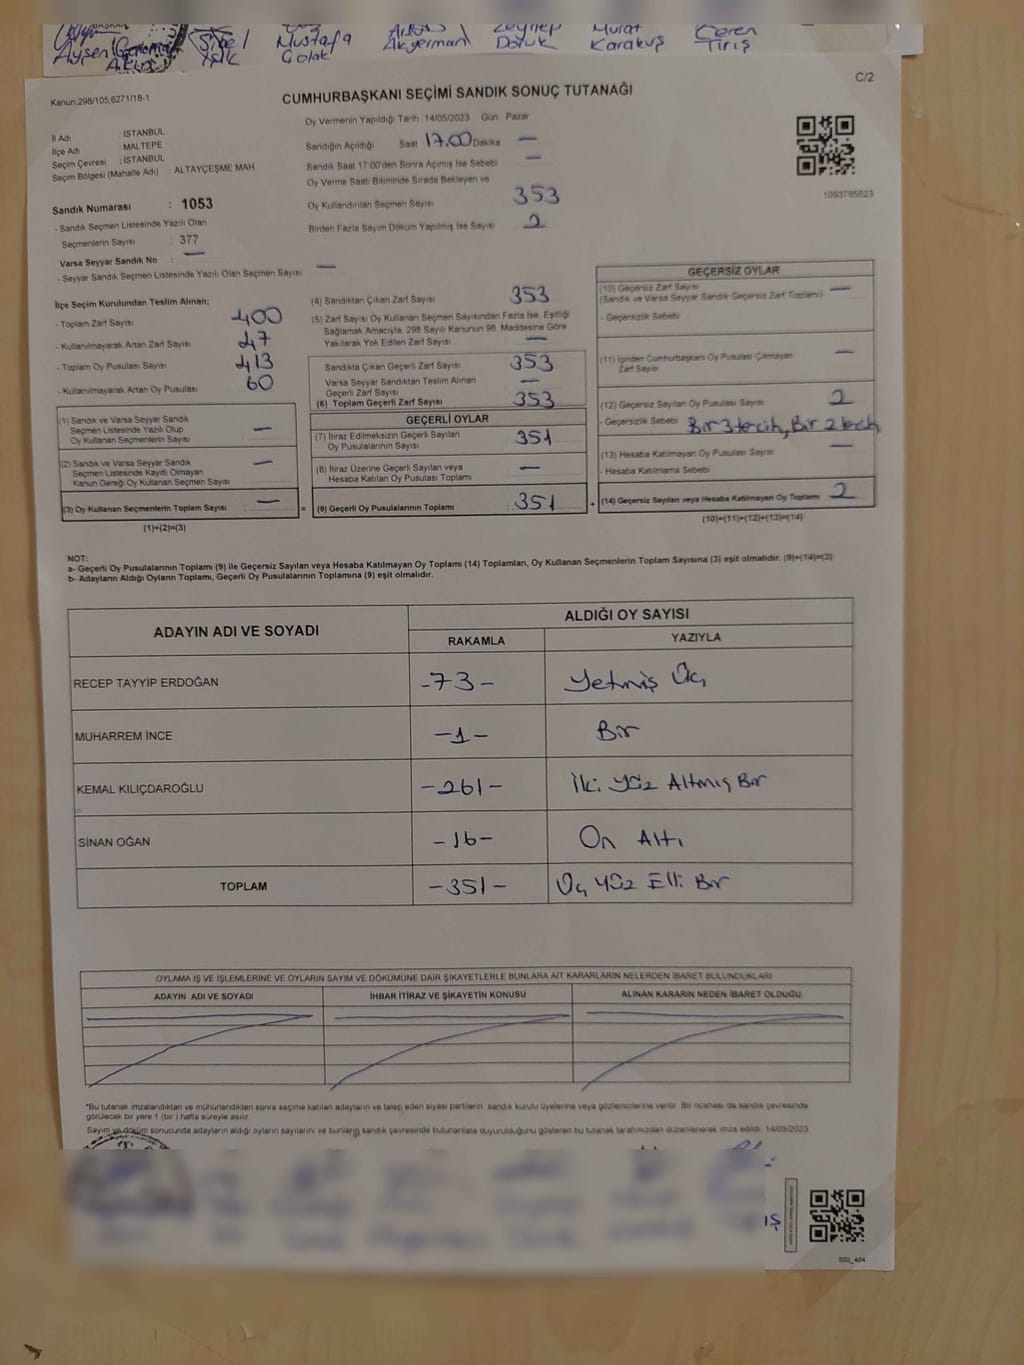 Ayşen Şibel Mustafa Arda Zeynep Murat Ceren
Işık Çolak Akyerman Doruk Karakuş Tiriş
C/2
Kanun:298/105,6271/18-1
CUMHURBAŞKANI SEÇİMİ SANDIK SONUÇ TUTANAĞI
İl Adı : İSTANBUL
İlçe Adı MALTEPE
Seçim Çevresi : İSTANBUL
Seçim Bölgesi (Mahalle Adı) : ALTAYÇEŞME MAH
Sandık Numarası : 1053
- Sandık Seçmen Listesinde Yazılı Olan
Seçmenlerin Sayısı : 377
Varsa Seyyar Sandık No : —
- Seyyar Sandık Seçmen Listesinde Yazılı Olan Seçmen Sayısı —
Oy Vermenin Yapıldığı Tarih 14/05/2023 Gün Pazar
Sandığın Açıldığı Saat 17.00 Dakika —
Sandık Saat 17.00'den Sonra Açılmış İse Sebebi —
Oy Verme Saati Bitiminde Sırada Bekleyen ve
Oy Kullandırılan Seçmen Sayısı 353
Birden Fazla Sayım Döküm Yapılmış İse Sayısı 2
1093785623
İlçe Seçim Kurulundan Teslim Alınan;
- Toplam Zarf Sayısı 400
- Kullanılmayarak Artan Zarf Sayısı 47
- Toplam Oy Pusulası Sayısı 413
- Kullanılmayarak Artan Oy Pusulası 60
(1) Sandık ve Varsa Seyyar Sandık
Seçmen Listesinde Yazılı Olup
Oy Kullanan Seçmenlerin Sayısı —
(2) Sandık ve Varsa Seyyar Sandık
Seçmen Listesinde Kayıtlı Olmayan
Kanun Gereği Oy Kullanan Seçmen Sayısı —
(3) Oy Kullanan Seçmenlerin Toplam Sayısı —
(1)+(2)=(3)
(4) Sandıktan Çıkan Zarf Sayısı 353
(5) Zarf Sayısı Oy Kullanan Seçmen Sayısından Fazla İse, Eşitliği
Sağlamak Amacıyla, 298 Sayılı Kanunun 98. Maddesine Göre
Yakılarak Yok Edilen Zarf Sayısı —
Sandıkta Çıkan Geçerli Zarf Sayısı 353
Varsa Seyyar Sandıktan Teslim Alınan
Geçerli Zarf Sayısı —
(6) Toplam Geçerli Zarf Sayısı 353
GEÇERLİ OYLAR
(7) İtiraz Edilmeksizin Geçerli Sayılan
Oy Pusulalarının Sayısı 351
(8) İtiraz Üzerine Geçerli Sayılan veya
Hesaba Katılan Oy Pusulası Toplamı —
= (9) Geçerli Oy Pusulalarının Toplamı : 351 +
GEÇERSİZ OYLAR
(10) Geçersiz Zarf Sayısı —
(Sandık ve Varsa Seyyar Sandık Geçersiz Zarf Toplamı)
- Geçersizlik Sebebi
(11) İçinden Cumhurbaşkanı Oy Pusulası Çıkmayan
Zarf Sayısı —
(12) Geçersiz Sayılan Oy Pusulası Sayısı 2
- Geçersizlik Sebebi Bir 3 tercih, Bir 2 tercih
(13) Hesaba Katılmayan Oy Pusulası Sayısı —
- Hesaba Katılmama Sebebi
(14) Geçersiz Sayılan veya Hesaba Katılmayan Oy Toplamı 2
(10)+(11)+(12)+(13)=(14)
NOT:
a- Geçerli Oy Pusulalarının Toplamı (9) ile Geçersiz Sayılan veya Hesaba Katılmayan Oy Toplamı (14) Toplamları, Oy Kullanan Seçmenlerin Toplam Sayısına (3) eşit olmalıdır. (9)+(14)=(3)
b- Adayların Aldığı Oyların Toplamı, Geçerli Oy Pusulalarının Toplamına (9) eşit olmalıdır.
ADAYIN ADI VE SOYADI ALDIĞI OY SAYISI
RAKAMLA YAZIYLA
RECEP TAYYİP ERDOĞAN -73- Yetmiş Üç
MUHARREM İNCE -1- Bir
KEMAL KILIÇDAROĞLU -261- İki Yüz Altmış Bir
SİNAN OĞAN -16- On Altı
TOPLAM -351- Üç Yüz Elli Bir
OYLAMA İŞ VE İŞLEMLERİNE VE OYLARIN SAYIM VE DÖKÜMÜNE DAİR ŞİKAYETLERLE BUNLARA AİT KARARLARIN NELERDEN İBARET BULUNDUKLARI
ADAYIN ADI VE SOYADI İHBAR İTİRAZ VE ŞİKAYETİN KONUSU ALINAN KARARIN NEDEN İBARET OLDUĞU
*Bu tutanak imzalandıktan ve mühürlendikten sonra seçime katılan adayların ve talep eden siyasi partilerin sandık kurulu üyelerine veya gözlemcilerine verilir. Bir nüshası da sandık çevresinde
görülecek bir yere 1 (bir) hafta süreyle asılır.
Sayım ve döküm sonucunda adayların aldığı oyların sayılarını ve bunların sandık çevresinde bulunanlara duyurulduğunu gösteren bu tutanak tarafımızdan düzenlenerek imza edildi. 14/05/2023
iş
SGI_404